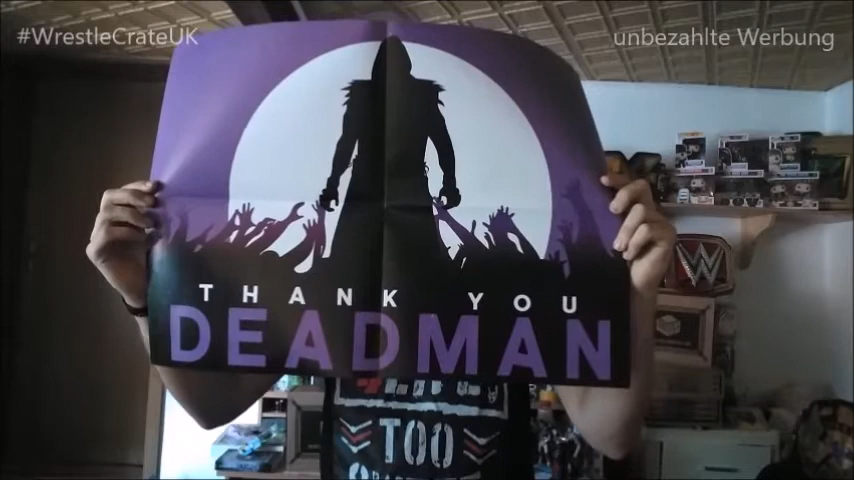 #WrestleCrateUK
unbezahlte Werbung
THANK YOU
DEADMAN
TOO